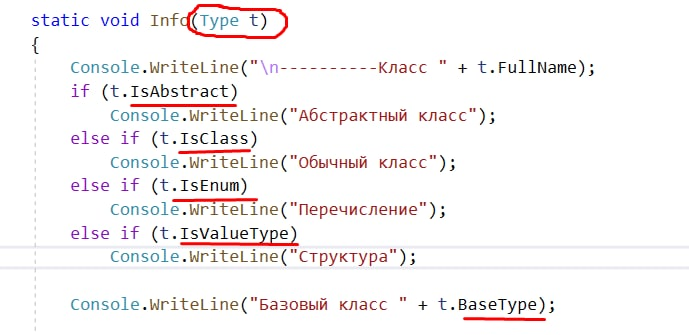 static void Info(Type t)
{
Console.WriteLine("\n----------Класс " + t.FullName);
if (t.IsAbstract)
Console.WriteLine("Абстрактный класс");
else if (t.IsClass)
Console.WriteLine("Обычный класс");
else if (t.IsEnum)
Console.WriteLine("Перечисление");
else if (t.IsValueType)
Console.WriteLine("Структура");
Console.WriteLine("Базовый класс " + t.BaseType);